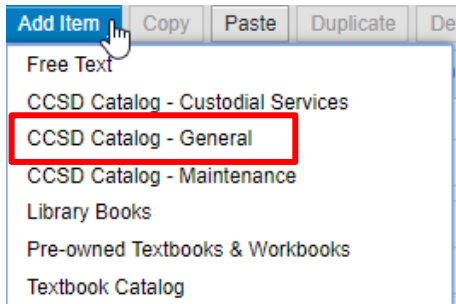 Add Item Copy Paste Duplicate De
Free Text
CCSD Catalog - Custodial Services
CCSD Catalog - General
CCSD Catalog - Maintenance
Library Books
Pre-owned Textbooks & Workbooks
Textbook Catalog